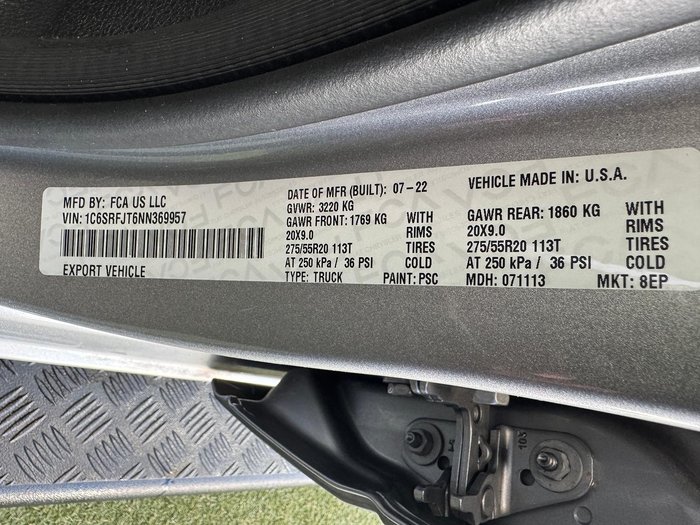 MFD BY: FCA US LLC
DATE OF MFR (BUILT): 07-22
VEHICLE MADE IN: U.S.A.
VIN: 1C6SRFJT6NN369957
GVWR: 3220 KG
GAWR FRONT: 1769 KG WITH
GAWR REAR: 1860 KG WITH
20X9.0 RIMS
20X9.0 RIMS
275/55R20 113T TIRES
275/55R20 113T TIRES
AT 250 kPa / 36 PSI COLD
AT 250 kPa / 36 PSI COLD
EXPORT VEHICLE
TYPE: TRUCK PAINT: PSC
MDH: 071113 MKT: 8EP
103